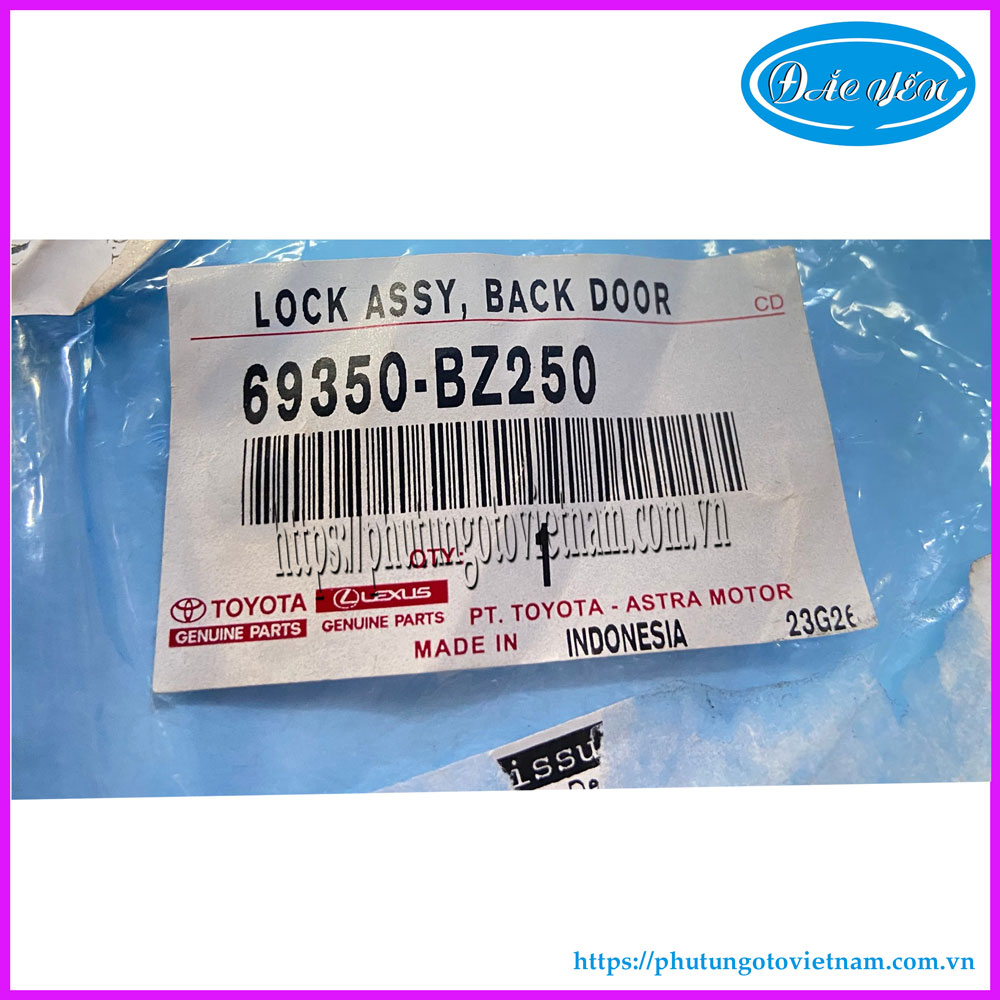 ĐẮC YẾN
LOCK ASSY, BACK DOOR
CD
69350-BZ250
https://phutungotovietnam.com.vn
QTY: 1
TOYOTA LEXUS
GENUINE PARTS GENUINE PARTS
PT. TOYOTA - ASTRA MOTOR
MADE IN INDONESIA 23G26
issu
https://phutungotovietnam.com.vn